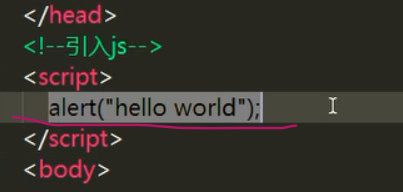 </head>
<!--引入js-->
<script>
alert("hello world");
</script>
<body>